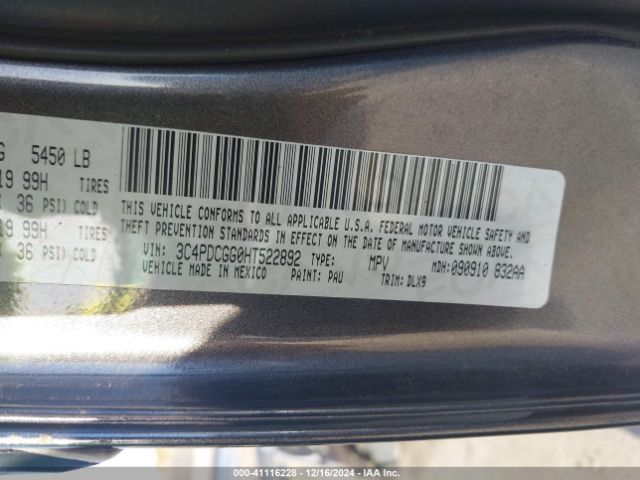 G 5450 LB
19 99H TIRES
36 PSI) COLD
19 99H TIRES
36 PSI) COLD
THIS VEHICLE CONFORMS TO ALL APPLICABLE U.S.A. FEDERAL MOTOR VEHICLE SAFETY AND
THEFT PREVENTION STANDARDS IN EFFECT ON THE DATE OF MANUFACTURE SHOWN ABOVE.
VIN: 3C4PDCGG0HT522892 TYPE: MPV MDH:090910 832AA
VEHICLE MADE IN MEXICO PAINT: PAU TRIM: DLX9
000-41116228 - 12/16/2024 -